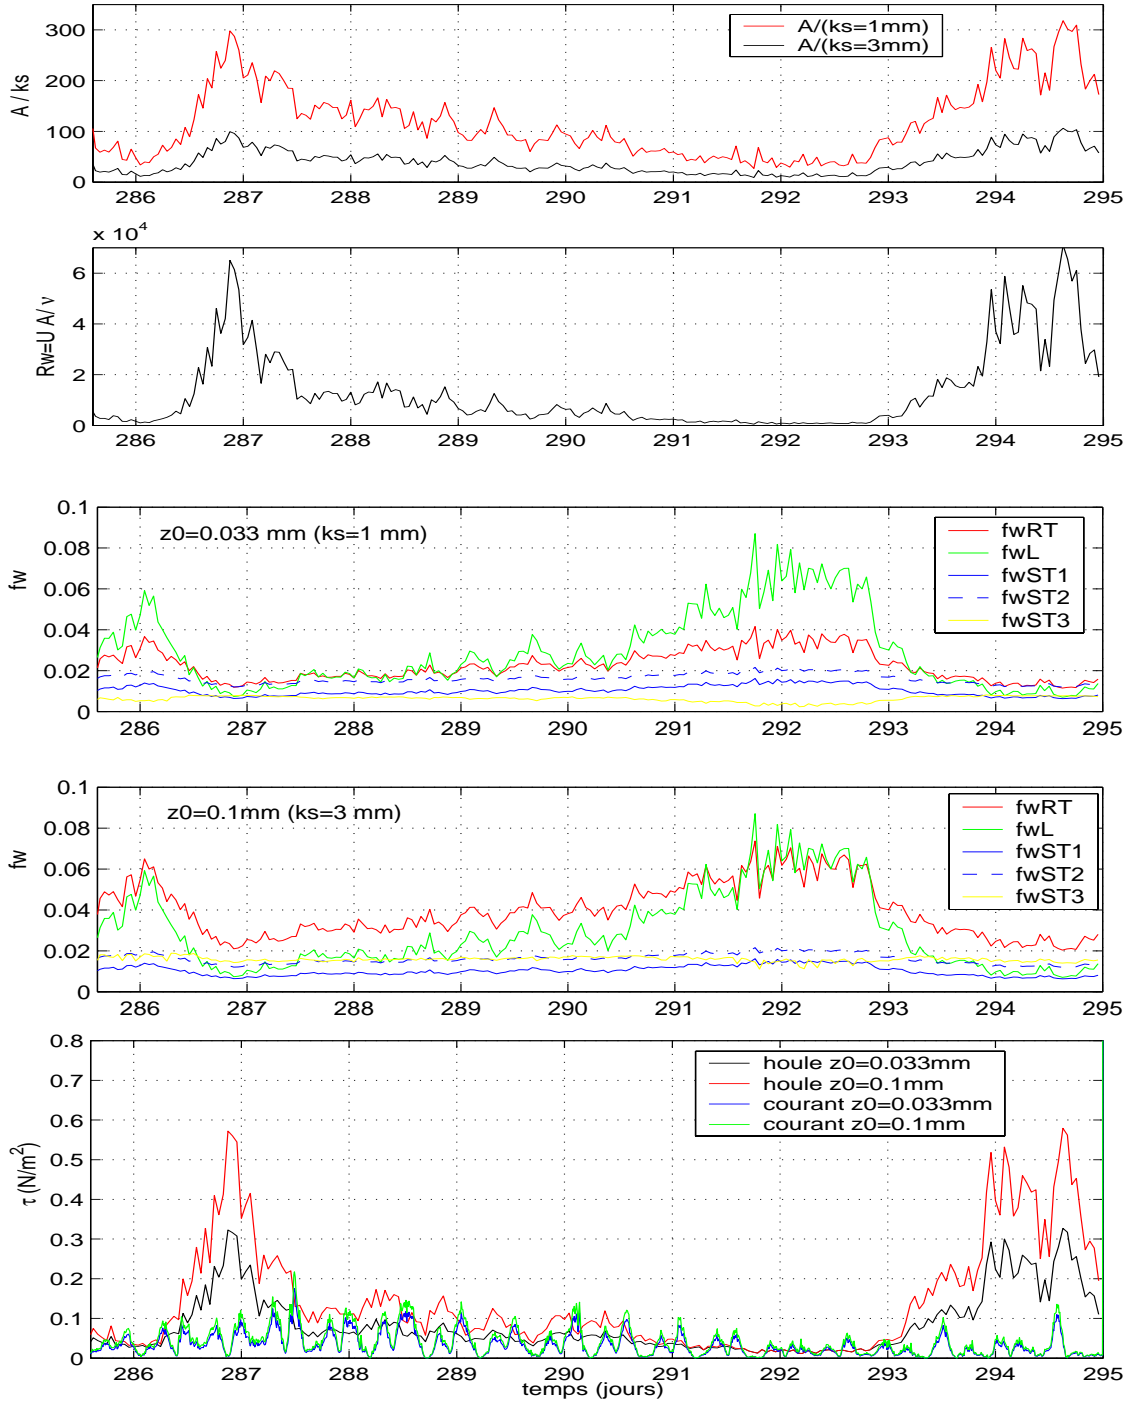 A/(ks=1mm)
A/(ks=3mm)
A / ks
300
200
100
0
286 287 288 289 290 291 292 293 294 295
x 10^4
Rw=U A/ ν
6
4
2
0
286 287 288 289 290 291 292 293 294 295
z0=0.033 mm (ks=1 mm)
fwRT
fwL
fwST1
fwST2
fwST3
fw
0.1
0.08
0.06
0.04
0.02
0
286 287 288 289 290 291 292 293 294 295
z0=0.1mm (ks=3 mm)
fwRT
fwL
fwST1
fwST2
fwST3
fw
0.1
0.08
0.06
0.04
0.02
0
286 287 288 289 290 291 292 293 294 295
houle z0=0.033mm
houle z0=0.1mm
courant z0=0.033mm
courant z0=0.1mm
τ (N/m²)
0.8
0.7
0.6
0.5
0.4
0.3
0.2
0.1
0
286 287 288 289 290 291 292 293 294 295
temps (jours)